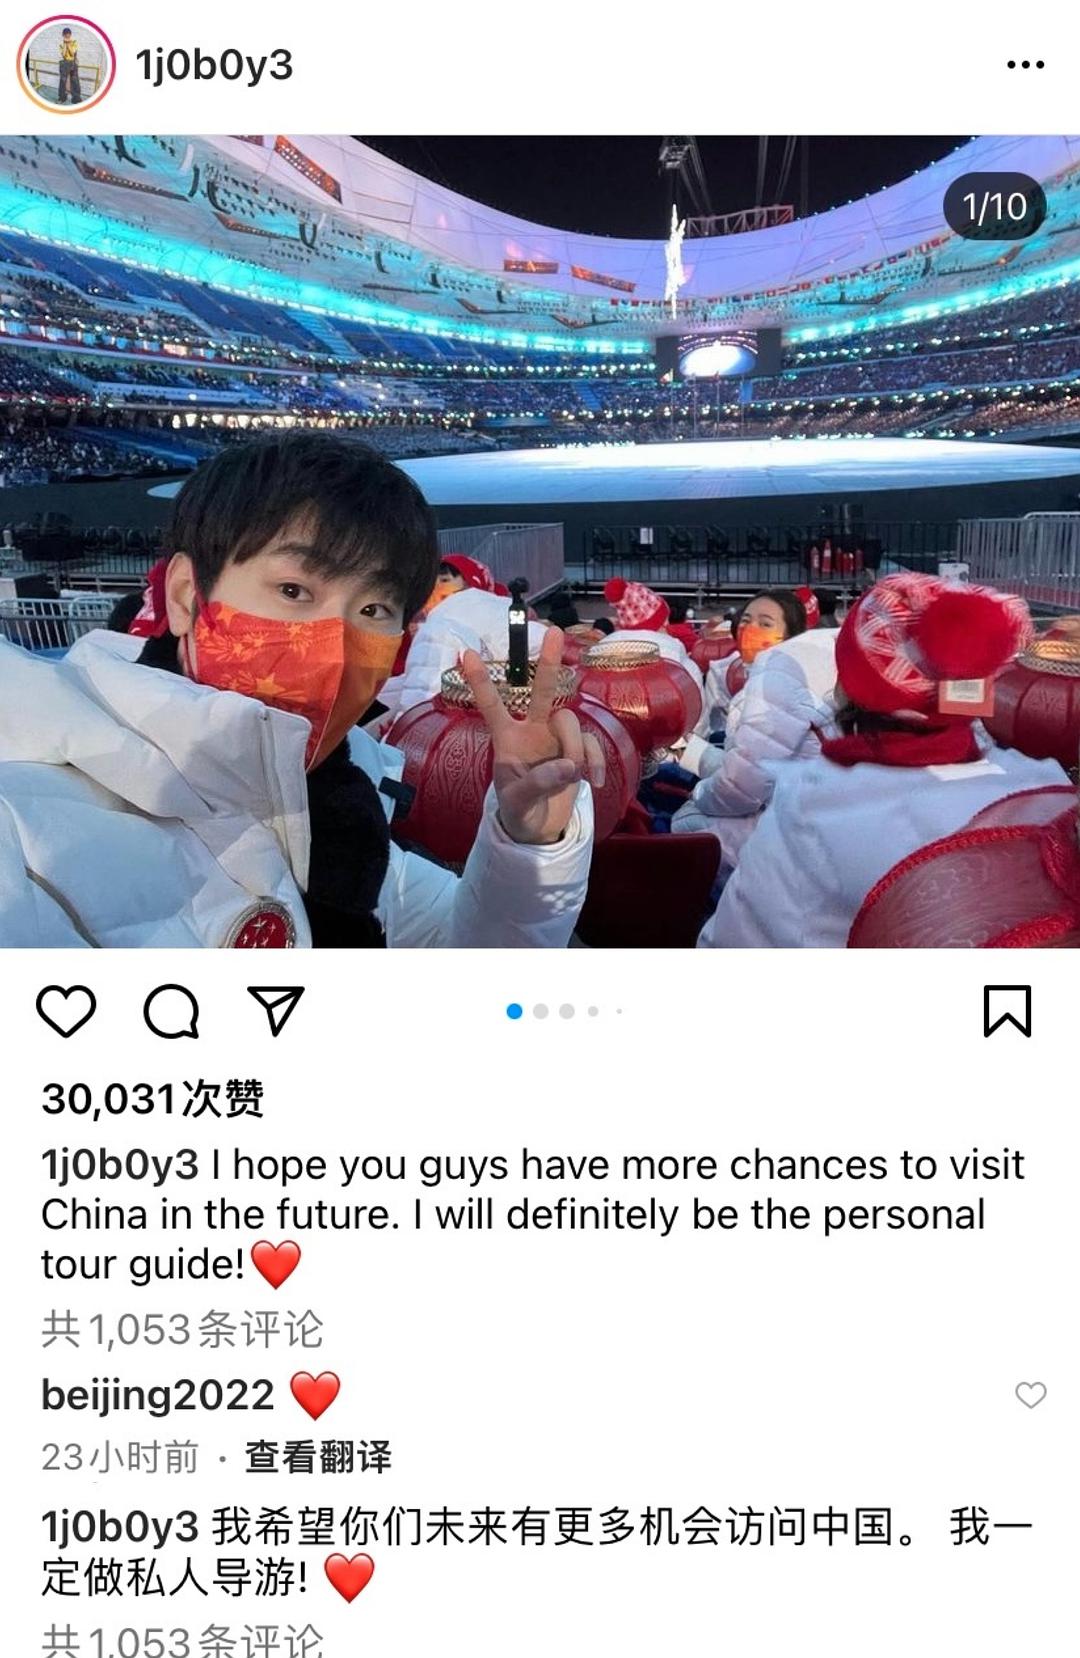 1j0b0y3
1/10
30,031次赞
1j0b0y3 I hope you guys have more chances to visit
China in the future. I will definitely be the personal
tour guide!❤️
共1,053条评论
beijing2022 ❤️
23小时前 · 查看翻译
1j0b0y3 我希望你们未来有更多机会访问中国。 我一
定做私人导游! ❤️
共1,053条评论